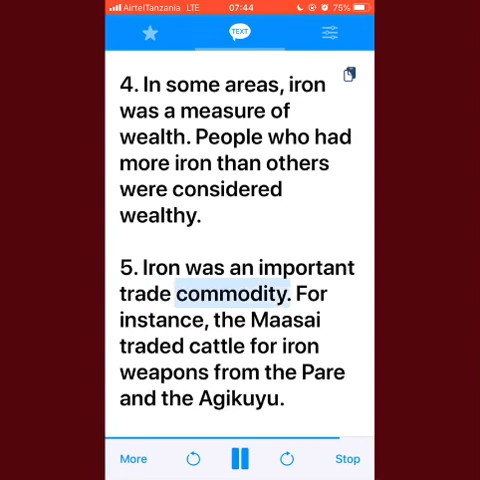 AirtelTanzania LTE 07:44 75%
TEXT
4. In some areas, iron
was a measure of
wealth. People who had
more iron than others
were considered
wealthy.
5. Iron was an important
trade commodity. For
instance, the Maasai
traded cattle for iron
weapons from the Pare
and the Agikuyu.
More Stop